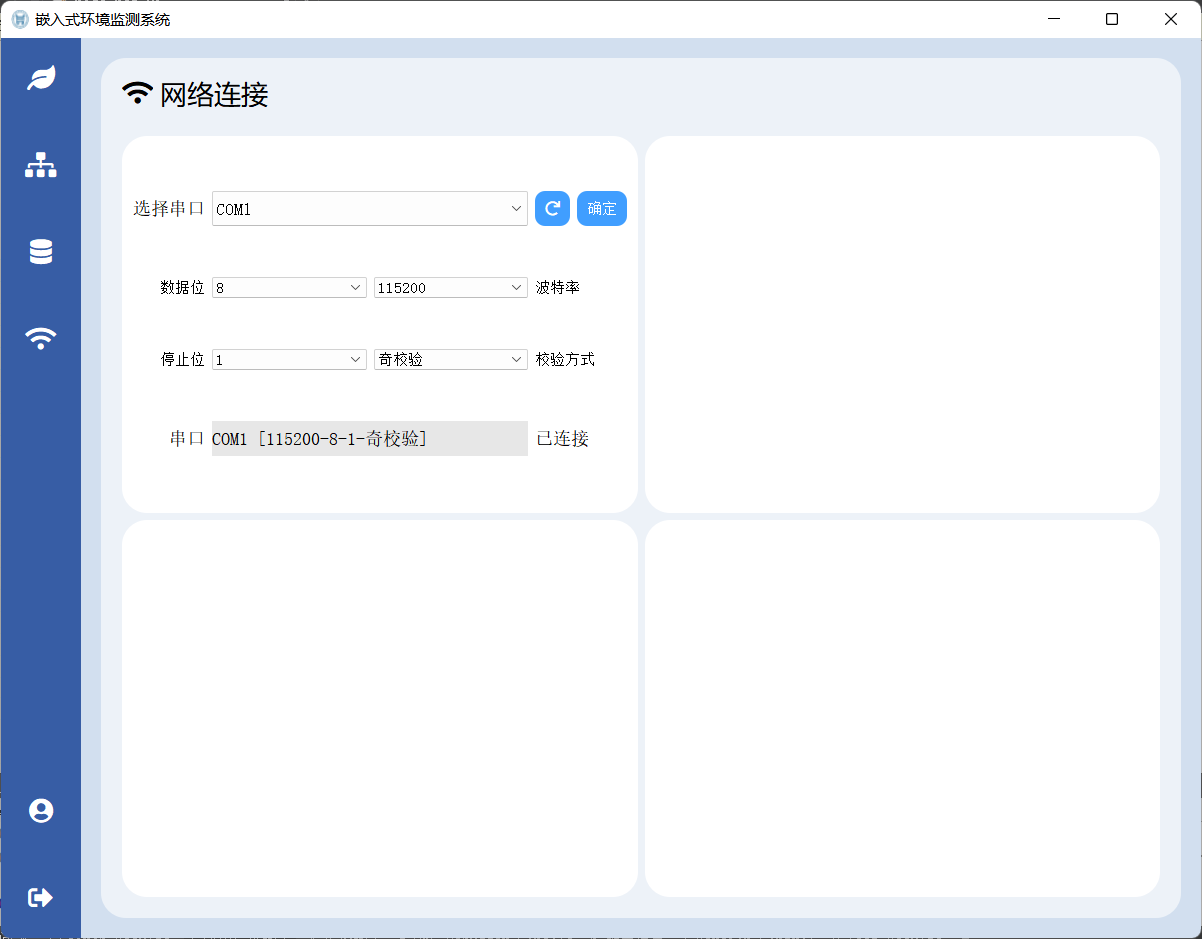 嵌入式环境监测系统
网络连接
选择串口 COM1 确定
数据位 8 115200 波特率
停止位 1 奇校验 校验方式
串口 COM1 [115200-8-1-奇校验] 已连接